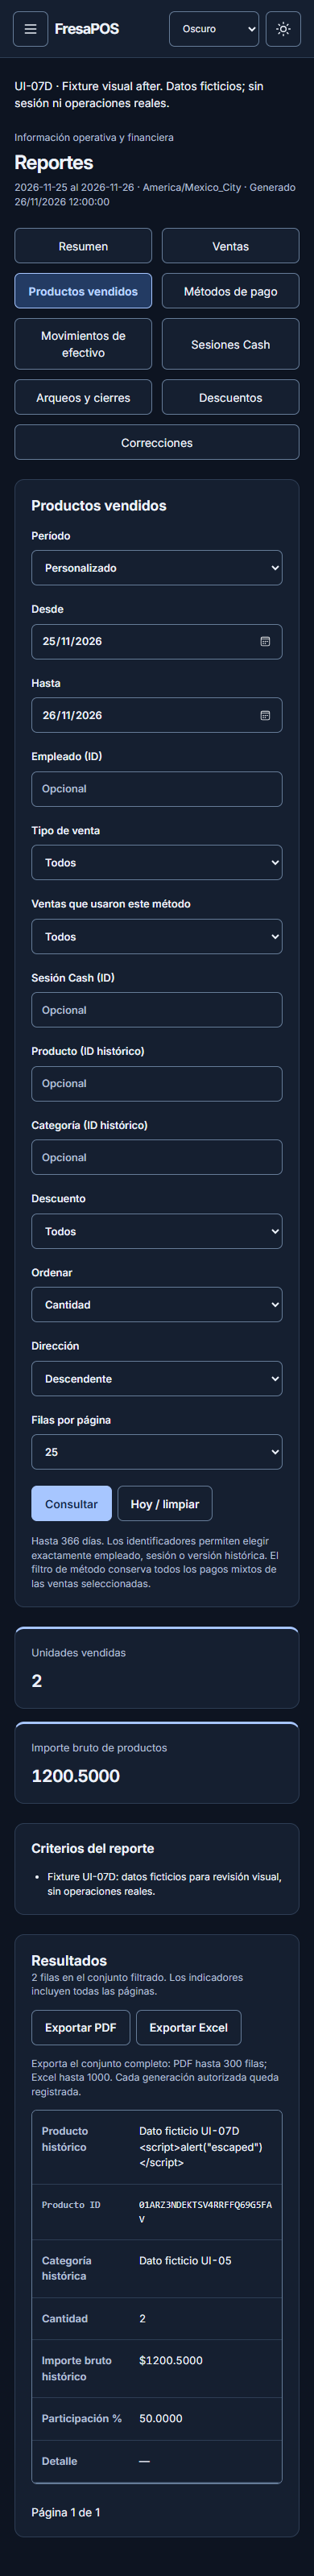 FresaPOS
Oscuro
UI-07D · Fixture visual after. Datos ficticios; sin
sesión ni operaciones reales.
Información operativa y financiera
Reportes
2026-11-25 al 2026-11-26 · America/Mexico_City · Generado
26/11/2026 12:00:00
Resumen
Ventas
Productos vendidos
Métodos de pago
Movimientos de
efectivo
Sesiones Cash
Arqueos y cierres
Descuentos
Correcciones
Productos vendidos
Período
Personalizado
Desde
25/11/2026
Hasta
26/11/2026
Empleado (ID)
Opcional
Tipo de venta
Todos
Ventas que usaron este método
Todos
Sesión Cash (ID)
Opcional
Producto (ID histórico)
Opcional
Categoría (ID histórico)
Opcional
Descuento
Todos
Ordenar
Cantidad
Dirección
Descendente
Filas por página
25
Consultar
Hoy / limpiar
Hasta 366 días. Los identificadores permiten elegir
exactamente empleado, sesión o versión histórica. El
filtro de método conserva todos los pagos mixtos de
las ventas seleccionadas.
Unidades vendidas
2
Importe bruto de productos
1200.5000
Criterios del reporte
• Fixture UI-07D: datos ficticios para revisión visual,
sin operaciones reales.
Resultados
2 filas en el conjunto filtrado. Los indicadores
incluyen todas las páginas.
Exportar PDF
Exportar Excel
Exporta el conjunto completo: PDF hasta 300 filas;
Excel hasta 1000. Cada generación autorizada queda
registrada.
Producto
histórico
Dato ficticio UI-07D
<script>alert("escaped")
</script>
Producto ID
01ARZ3NDEKTSV4RRFFQ69G5FA
V
Categoría
histórica
Dato ficticio UI-05
Cantidad
2
Importe bruto
histórico
$1200.5000
Participación %
50.0000
Detalle
—
Página 1 de 1